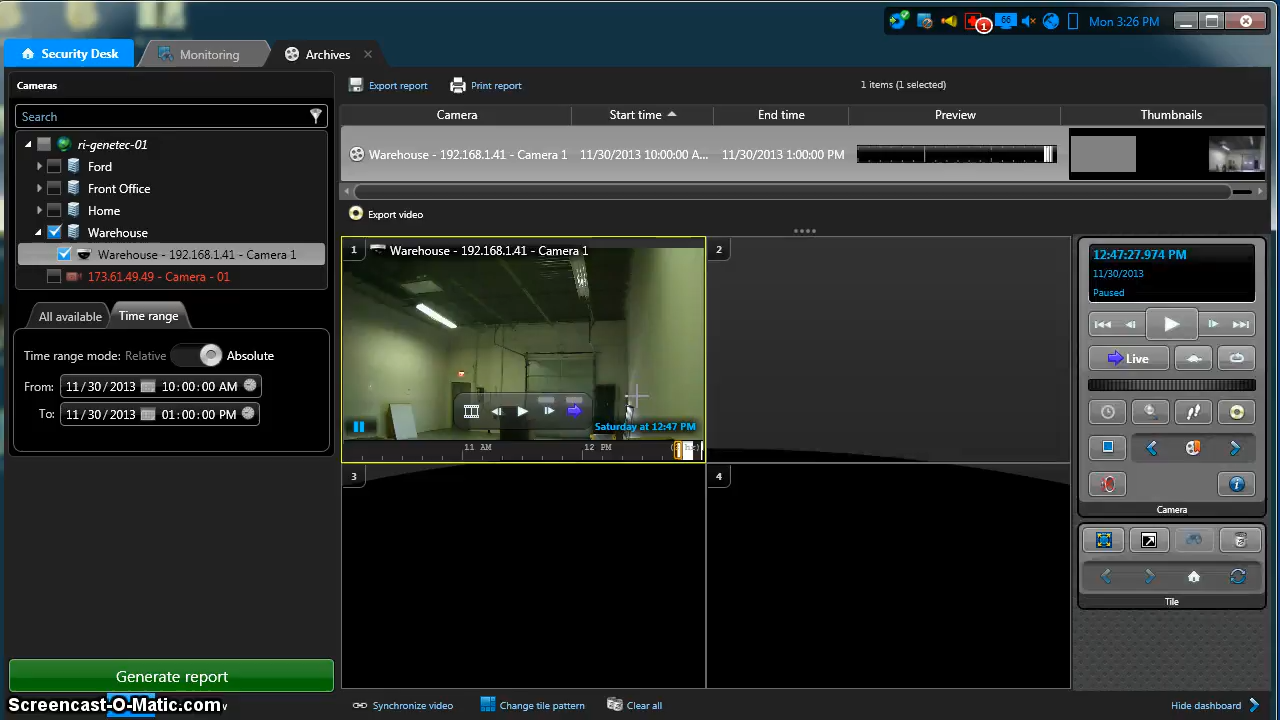 1
66
Mon 3:26 PM
Security Desk
Monitoring
Archives
Cameras
Export report
Print report
1 items (1 selected)
Search
Camera
Start time
End time
Preview
Thumbnails
ri-genetec-01
Warehouse - 192.168.1.41 - Camera 1
11/30/2013 10:00:00 A...
11/30/2013 1:00:00 PM
Ford
Front Office
Home
Warehouse
Export video
Warehouse - 192.168.1.41 - Camera 1
173.61.49.49 - Camera - 01
1
Warehouse - 192.168.1.41 - Camera 1
2
12:47:27.974 PM
11/30/2013
Paused
All available
Time range
Time range mode: Relative
Absolute
From: 11/30/2013 10:00:00 AM
To: 11/30/2013 01:00:00 PM
Live
Saturday at 12:47 PM
11 AM
12 PM
3
4
Camera
Tile
Generate report
Screencast-O-Matic.com
Synchronize video
Change tile pattern
Clear all
Hide dashboard